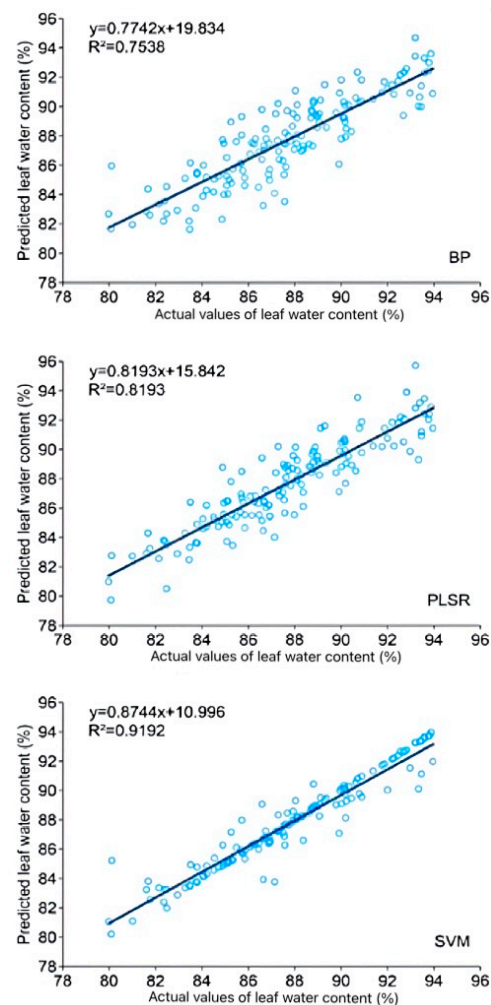 96
94
92
90
88
86
84
82
80
78
Predicted leaf water content (%)
y=0.7742x+19.834
R²=0.7538
BP
78 80 82 84 86 88 90 92 94 96
Actual values of leaf water content (%)
96
94
92
90
88
86
84
82
80
78
Predicted leaf water content (%)
y=0.8193x+15.842
R²=0.8193
PLSR
78 80 82 84 86 88 90 92 94 96
Actual values of leaf water content (%)
96
94
92
90
88
86
84
82
80
78
Predicted leaf water content (%)
y=0.8744x+10.996
R²=0.9192
SVM
78 80 82 84 86 88 90 92 94 96
Actual values of leaf water content (%)